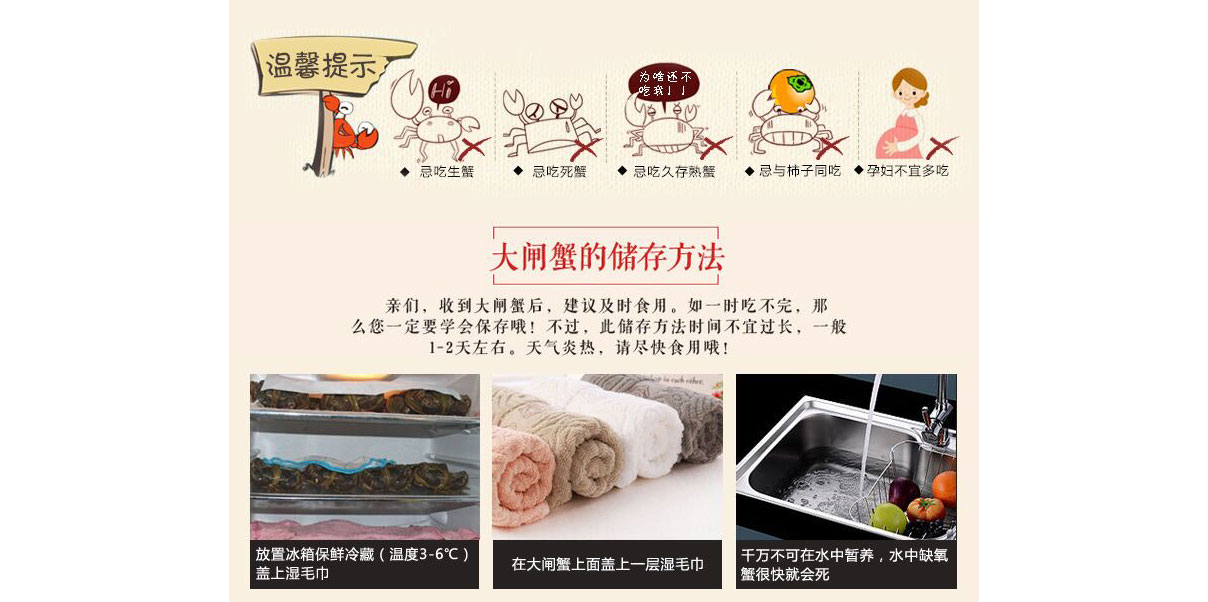 温馨提示
Hi
为啥还不
吃我！！
◆ 忌吃生蟹
◆ 忌吃死蟹
◆ 忌吃久存熟蟹
◆ 忌与柿子同吃
◆ 孕妇不宜多吃
大闸蟹的储存方法
亲们，收到大闸蟹后，建议及时食用。如一时吃不完，那
么您一定要学会保存哦！不过，此储存方法时间不宜过长，一般
1-2天左右。天气炎热，请尽快食用哦！
in each other.
放置冰箱保鲜冷藏（温度3-6℃）
盖上湿毛巾
在大闸蟹上面盖上一层湿毛巾
千万不可在水中暂养，水中缺氧
蟹很快就会死